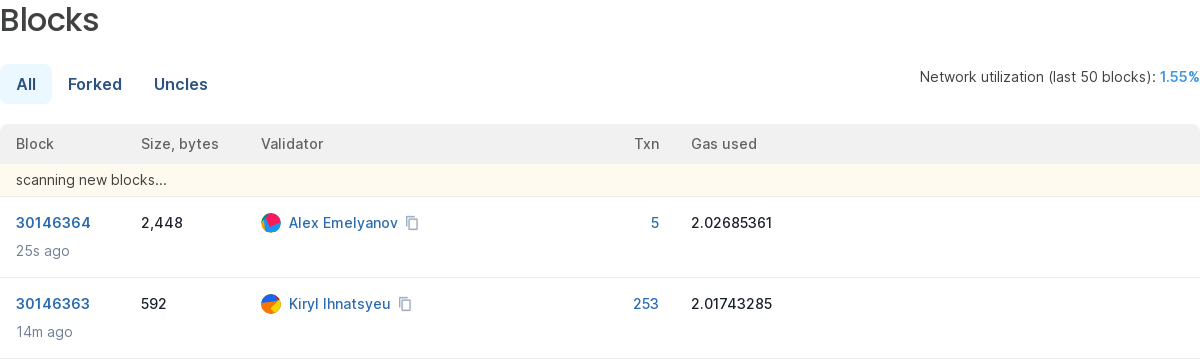 Blocks
All Forked Uncles Network utilization (last 50 blocks): 1.55%
Block Size, bytes Validator Txn Gas used
scanning new blocks...
30146364 2,448 Alex Emelyanov 5 2.02685361
25s ago
30146363 592 Kiryl Ihnatsyeu 253 2.01743285
14m ago